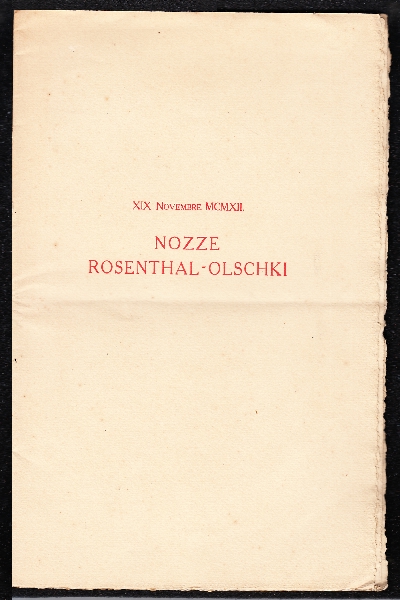 XIX Novembre MCMXII.
NOZZE
ROSENTHAL-OLSCHKI